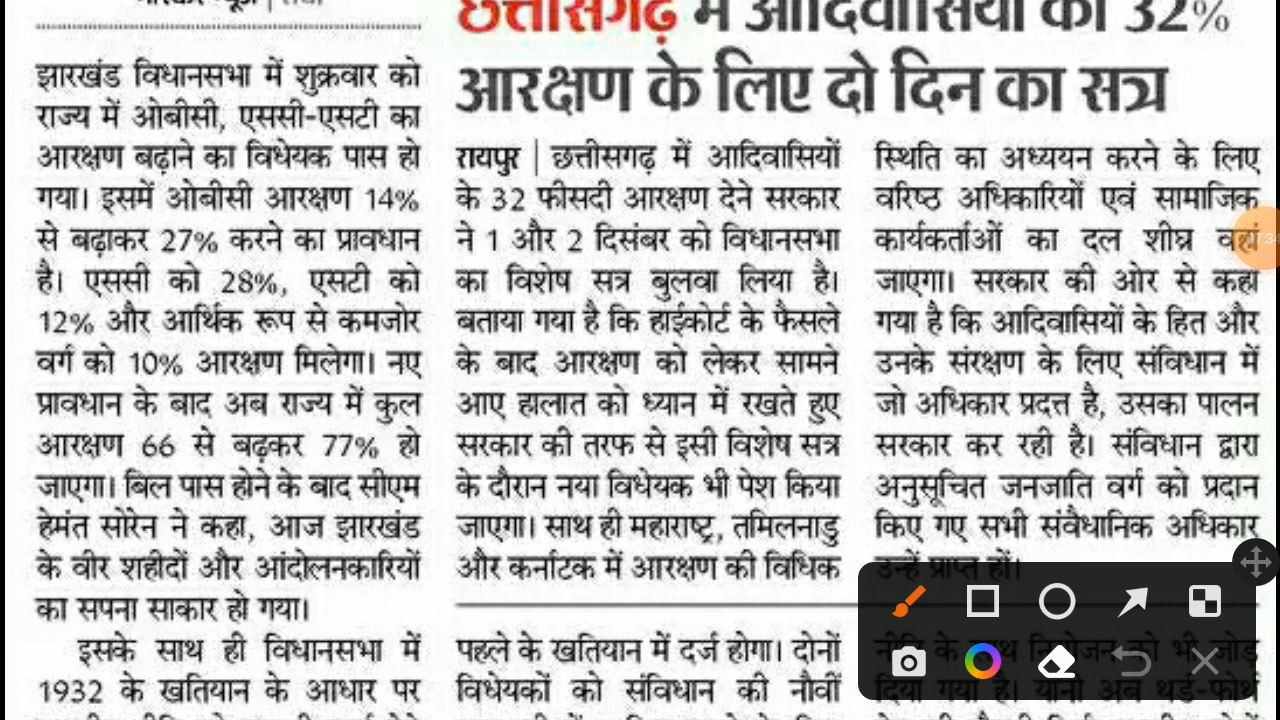 छत्तीसगढ़ में आदिवासियों को 32%
आरक्षण के लिए दो दिन का सत्र
झारखंड विधानसभा में शुक्रवार को
राज्य में ओबीसी, एससी-एसटी का
आरक्षण बढ़ाने का विधेयक पास हो
गया। इसमें ओबीसी आरक्षण 14%
से बढ़ाकर 27% करने का प्रावधान
है। एससी को 28%, एसटी को
12% और आर्थिक रूप से कमजोर
वर्ग को 10% आरक्षण मिलेगा। नए
प्रावधान के बाद अब राज्य में कुल
आरक्षण 66 से बढ़कर 77% हो
जाएगा। बिल पास होने के बाद सीएम
हेमंत सोरेन ने कहा, आज झारखंड
के वीर शहीदों और आंदोलनकारियों
का सपना साकार हो गया।
इसके साथ ही विधानसभा में
1932 के खतियान के आधार पर
रायपुर | छत्तीसगढ़ में आदिवासियों
के 32 फीसदी आरक्षण देने सरकार
ने 1 और 2 दिसंबर को विधानसभा
का विशेष सत्र बुलवा लिया है।
बताया गया है कि हाईकोर्ट के फैसले
के बाद आरक्षण को लेकर सामने
आए हालात को ध्यान में रखते हुए
सरकार की तरफ से इसी विशेष सत्र
के दौरान नया विधेयक भी पेश किया
जाएगा। साथ ही महाराष्ट्र, तमिलनाडु
और कर्नाटक में आरक्षण की विधिक
स्थिति का अध्ययन करने के लिए
वरिष्ठ अधिकारियों एवं सामाजिक
कार्यकर्ताओं का दल शीघ्र वहां
जाएगा। सरकार की ओर से कहा
गया है कि आदिवासियों के हित और
उनके संरक्षण के लिए संविधान में
जो अधिकार प्रदत्त है, उसका पालन
सरकार कर रही है। संविधान द्वारा
अनुसूचित जनजाति वर्ग को प्रदान
किए गए सभी संवैधानिक अधिकार
उन्हें प्राप्त हों।
पहले के खतियान में दर्ज होगा। दोनों
विधेयकों को संविधान की नौवीं
नीति के साथ नियोजन को भी जोड़
दिया गया है। यानी अब थर्ड-फोर्थ